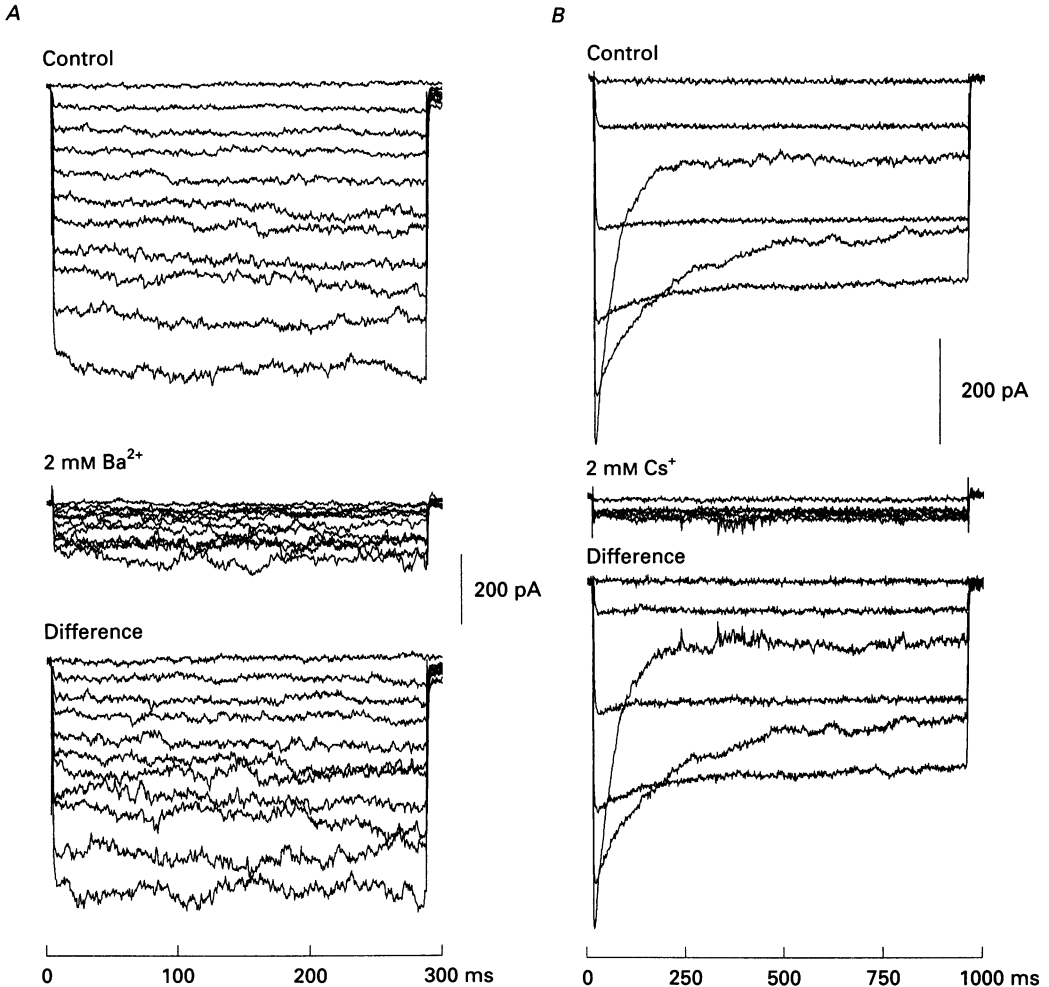 A
Control
2 mM Ba²⁺
200 pA
Difference
0 100 200 300 ms
B
Control
200 pA
2 mM Cs⁺
Difference
0 250 500 750 1000 ms